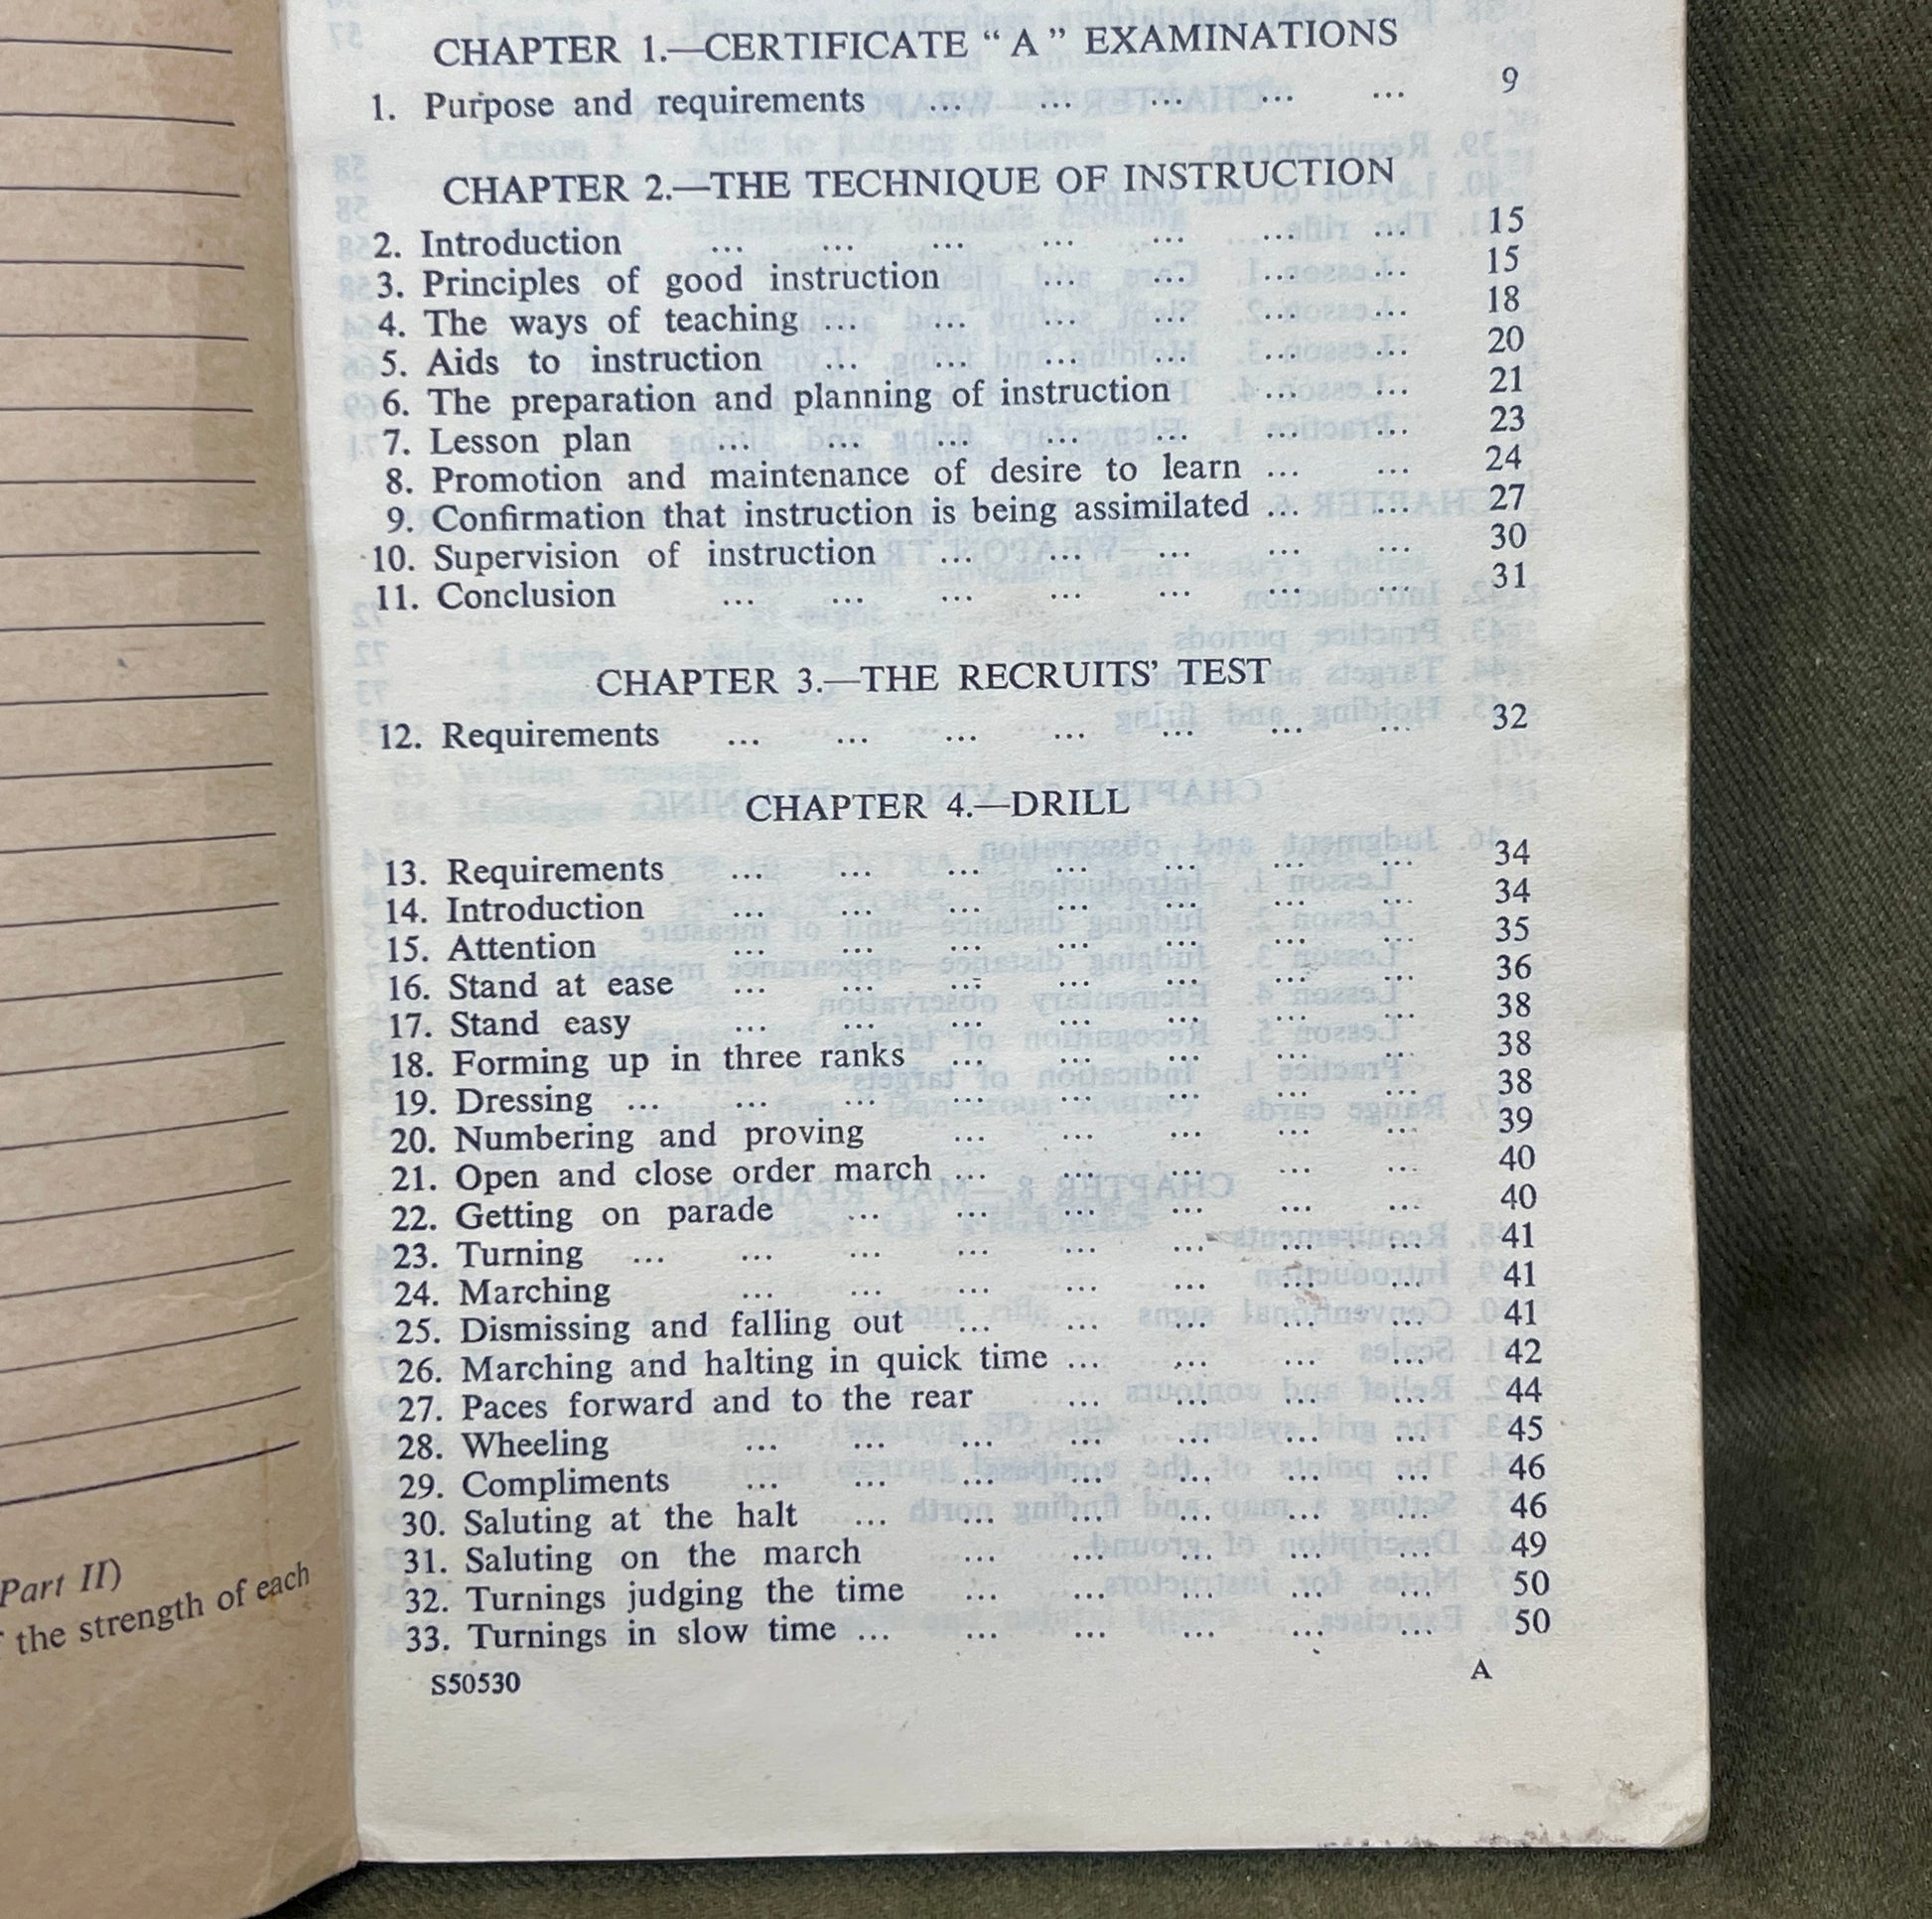 Part II)
the strength of each
CHAPTER 1.—CERTIFICATE “ A ” EXAMINATIONS
1. Purpose and requirements ... ... ... ... ... 9
CHAPTER 2.—THE TECHNIQUE OF INSTRUCTION
2. Introduction ... ... ... ... ... ... ... 15
3. Principles of good instruction ... ... ... ... 15
4. The ways of teaching ... ... ... ... ... ... 18
5. Aids to instruction ... ... ... ... ... ... 20
6. The preparation and planning of instruction ... ... 21
7. Lesson plan ... ... ... ... ... ... ... 23
8. Promotion and maintenance of desire to learn ... ... 24
9. Confirmation that instruction is being assimilated ... ... 27
10. Supervision of instruction ... ... ... ... ... 30
11. Conclusion ... ... ... ... ... ... ... 31
CHAPTER 3.—THE RECRUITS’ TEST
12. Requirements ... ... ... ... ... ... ... 32
CHAPTER 4.—DRILL
13. Requirements ... ... ... ... ... ... ... 34
14. Introduction ... ... ... ... ... ... ... 34
15. Attention ... ... ... ... ... ... ... 35
16. Stand at ease ... ... ... ... ... ... ... 36
17. Stand easy ... ... ... ... ... ... ... 38
18. Forming up in three ranks ... ... ... ... ... 38
19. Dressing ... ... ... ... ... ... ... ... 38
20. Numbering and proving ... ... ... ... ... 39
21. Open and close order march ... ... ... ... ... 40
22. Getting on parade ... ... ... ... ... ... 40
23. Turning ... ... ... ... ... ... ... ... 41
24. Marching ... ... ... ... ... ... ... 41
25. Dismissing and falling out ... ... ... ... ... 41
26. Marching and halting in quick time ... ... ... ... 42
27. Paces forward and to the rear ... ... ... ... 44
28. Wheeling ... ... ... ... ... ... ... 45
29. Compliments ... ... ... ... ... ... ... 46
30. Saluting at the halt ... ... ... ... ... ... 46
31. Saluting on the march ... ... ... ... ... 49
32. Turnings judging the time ... ... ... ... ... 50
33. Turnings in slow time ... ... ... ... ... ... 50
S50530 A